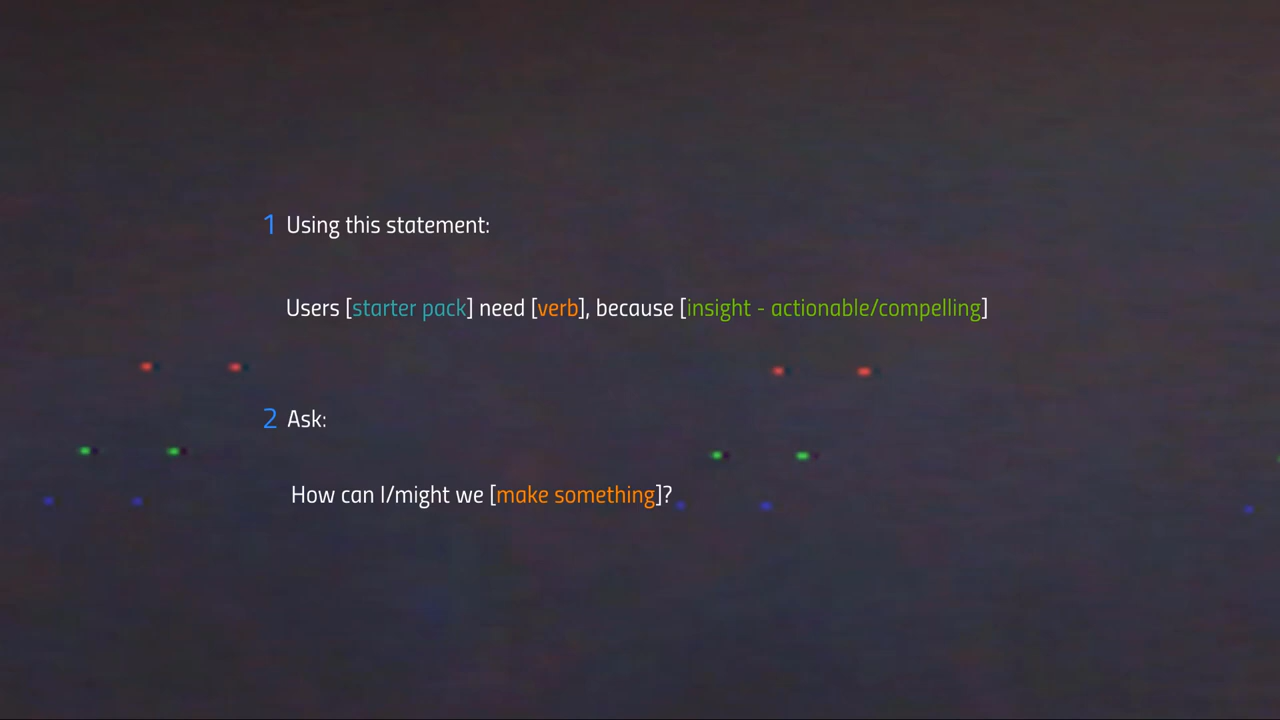 1 Using this statement:
Users [starter pack] need [verb], because [insight - actionable/compelling]
2 Ask:
How can I/might we [make something]?